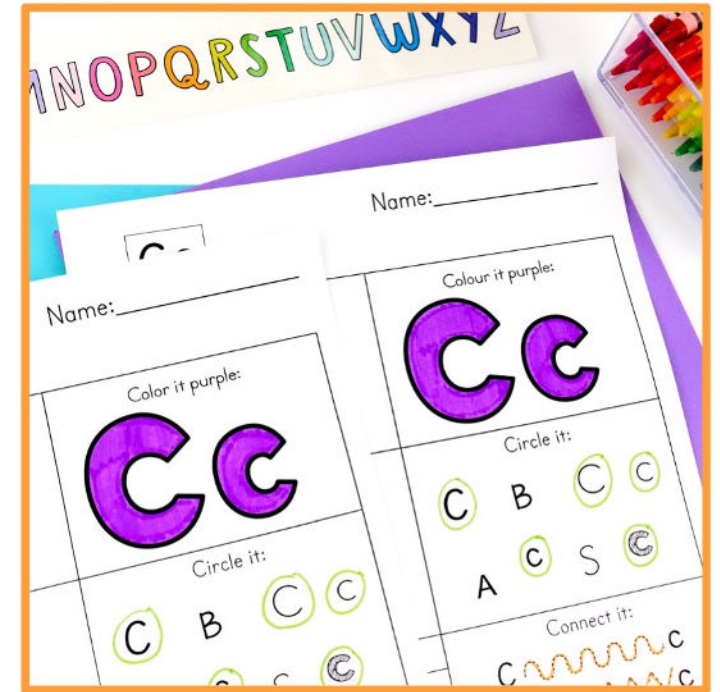 MNOPQRSTUVWXYZ
Name:
Colour it purple:
Cc
Circle it:
C B C c
A c S C
Connect it:
C c
c
Name:
Color it purple:
Cc
Circle it:
C B C c
C